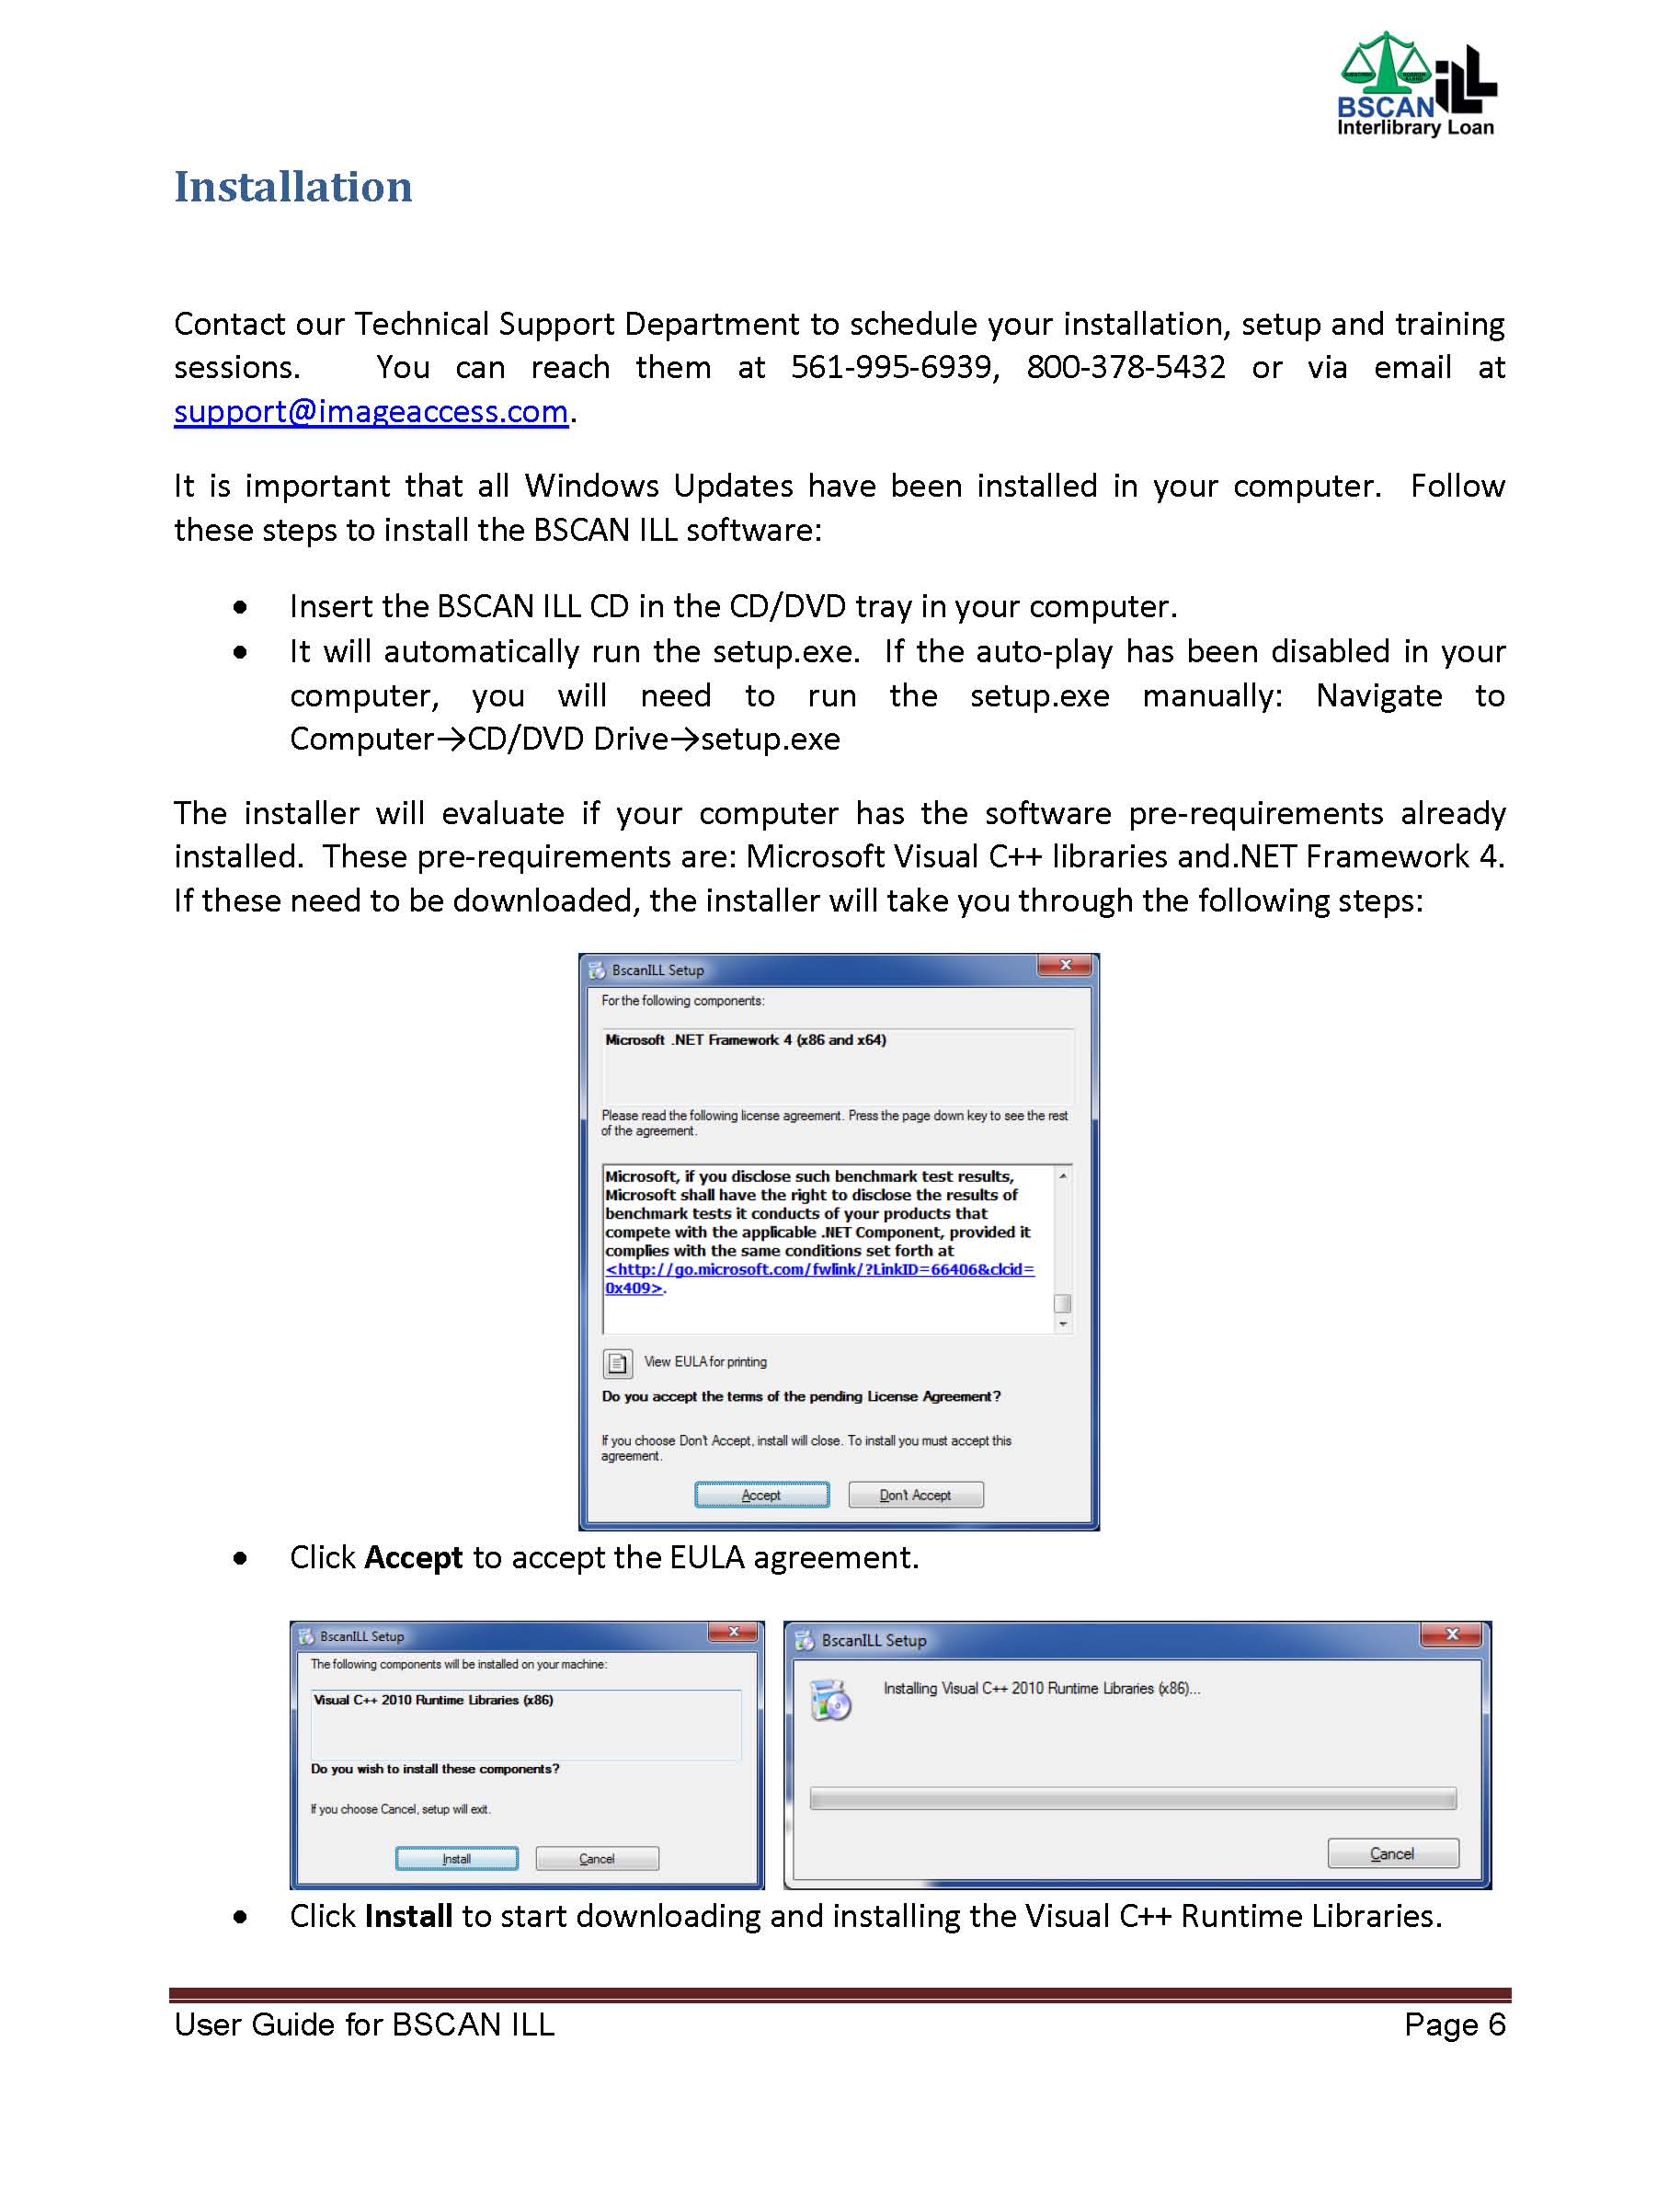 BSCAN ILL
Interlibrary Loan
Installation
Contact our Technical Support Department to schedule your installation, setup and training
sessions. You can reach them at 561-995-6939, 800-378-5432 or via email at
support@imageaccess.com.
It is important that all Windows Updates have been installed in your computer. Follow
these steps to install the BSCAN ILL software:
• Insert the BSCAN ILL CD in the CD/DVD tray in your computer.
• It will automatically run the setup.exe. If the auto-play has been disabled in your
computer, you will need to run the setup.exe manually: Navigate to
Computer→CD/DVD Drive→setup.exe
The installer will evaluate if your computer has the software pre-requirements already
installed. These pre-requirements are: Microsoft Visual C++ libraries and.NET Framework 4.
If these need to be downloaded, the installer will take you through the following steps:
BscanILL Setup
For the following components:
Microsoft .NET Framework 4 (x86 and x64)
Please read the following license agreement. Press the page down key to see the rest
of the agreement.
Microsoft, if you disclose such benchmark test results,
Microsoft shall have the right to disclose the results of
benchmark tests it conducts of your products that
compete with the applicable .NET Component, provided it
complies with the same conditions set forth at
<http://go.microsoft.com/fwlink/?LinkID=66406&clcid=
0x409>.
View EULA for printing
Do you accept the terms of the pending License Agreement?
If you choose Don't Accept, install will close. To install you must accept this
agreement.
Accept Don't Accept
• Click Accept to accept the EULA agreement.
BscanILL Setup
The following components will be installed on your machine:
Visual C++ 2010 Runtime Libraries (x86)
Do you wish to install these components?
If you choose Cancel, setup will exit.
Install Cancel
BscanILL Setup
Installing Visual C++ 2010 Runtime Libraries (x86)...
Cancel
• Click Install to start downloading and installing the Visual C++ Runtime Libraries.
User Guide for BSCAN ILL Page 6